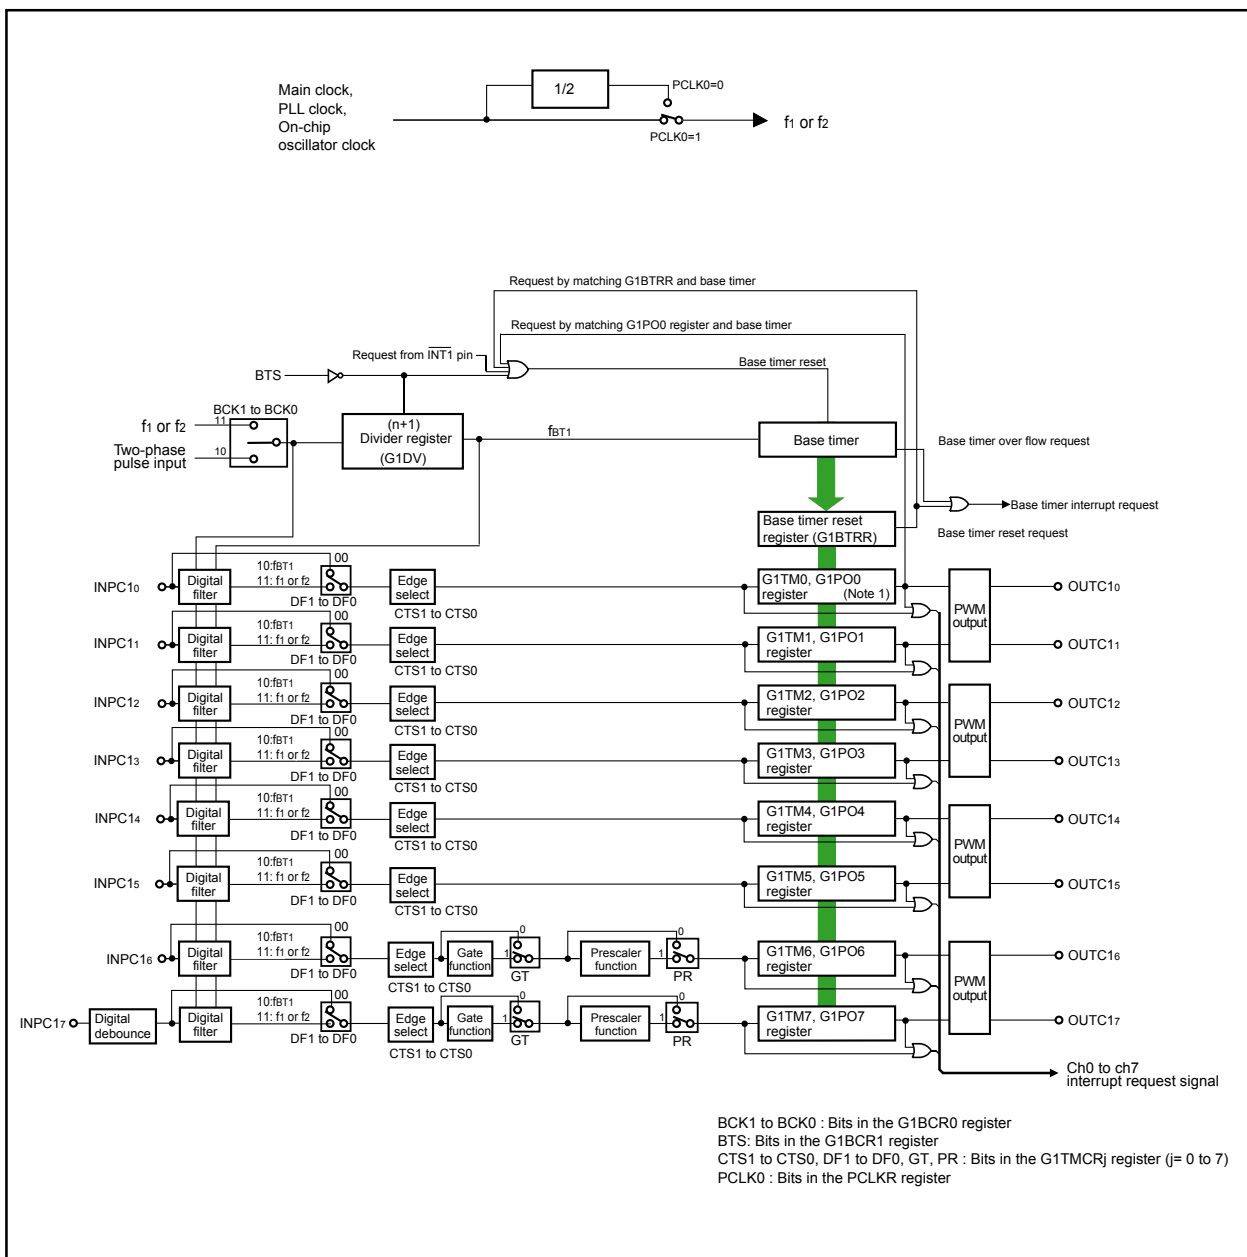 Main clock,
PLL clock,
On-chip
oscillator clock
1/2
PCLK0=0
PCLK0=1
f1 or f2
Request by matching G1BTRR and base timer
Request by matching G1PO0 register and base timer
Request from INT1 pin
Base timer reset
BTS
BCK1 to BCK0
f1 or f2
11
Two-phase
pulse input
10
(n+1)
Divider register
(G1DV)
fBT1
Base timer
Base timer over flow request
Base timer interrupt request
Base timer reset
register (G1BTRR)
Base timer reset request
INPC10
Digital
filter
10:fBT1
11: f1 or f2
00
DF1 to DF0
Edge
select
CTS1 to CTS0
G1TM0, G1PO0
register (Note 1)
PWM
output
OUTC10
INPC11
Digital
filter
10:fBT1
11: f1 or f2
00
DF1 to DF0
Edge
select
CTS1 to CTS0
G1TM1, G1PO1
register
OUTC11
INPC12
Digital
filter
10:fBT1
11: f1 or f2
00
DF1 to DF0
Edge
select
CTS1 to CTS0
G1TM2, G1PO2
register
PWM
output
OUTC12
INPC13
Digital
filter
10:fBT1
11: f1 or f2
00
DF1 to DF0
Edge
select
CTS1 to CTS0
G1TM3, G1PO3
register
OUTC13
INPC14
Digital
filter
10:fBT1
11: f1 or f2
00
DF1 to DF0
Edge
select
CTS1 to CTS0
G1TM4, G1PO4
register
PWM
output
OUTC14
INPC15
Digital
filter
10:fBT1
11: f1 or f2
00
DF1 to DF0
Edge
select
CTS1 to CTS0
G1TM5, G1PO5
register
OUTC15
INPC16
Digital
filter
10:fBT1
11: f1 or f2
00
DF1 to DF0
Edge
select
CTS1 to CTS0
Gate
function
0
1
GT
Prescaler
function
0
1
PR
G1TM6, G1PO6
register
PWM
output
OUTC16
INPC17
Digital
debounce
Digital
filter
10:fBT1
11: f1 or f2
00
DF1 to DF0
Edge
select
CTS1 to CTS0
Gate
function
0
1
GT
Prescaler
function
0
1
PR
G1TM7, G1PO7
register
OUTC17
Ch0 to ch7
interrupt request signal
BCK1 to BCK0 : Bits in the G1BCR0 register
BTS: Bits in the G1BCR1 register
CTS1 to CTS0, DF1 to DF0, GT, PR : Bits in the G1TMCRj register (j= 0 to 7)
PCLK0 : Bits in the PCLKR register